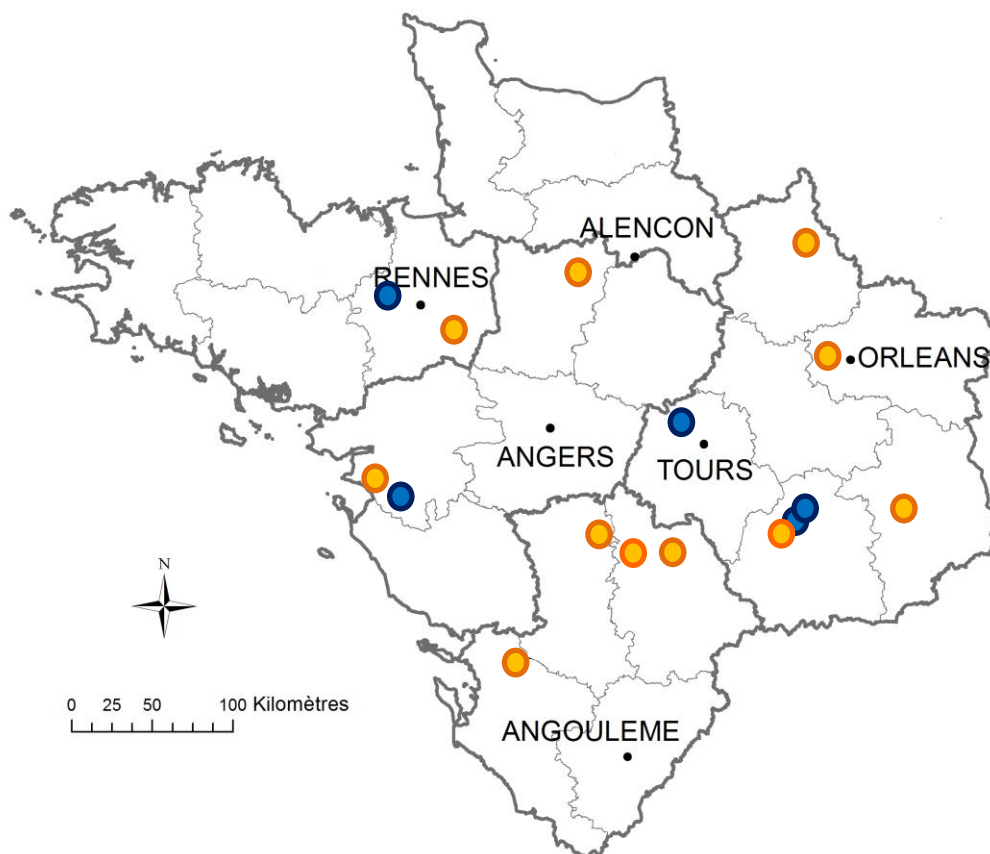 ALENCON
RENNES
ORLEANS
ANGERS
TOURS
N
0 25 50 100 Kilomètres
ANGOULEME